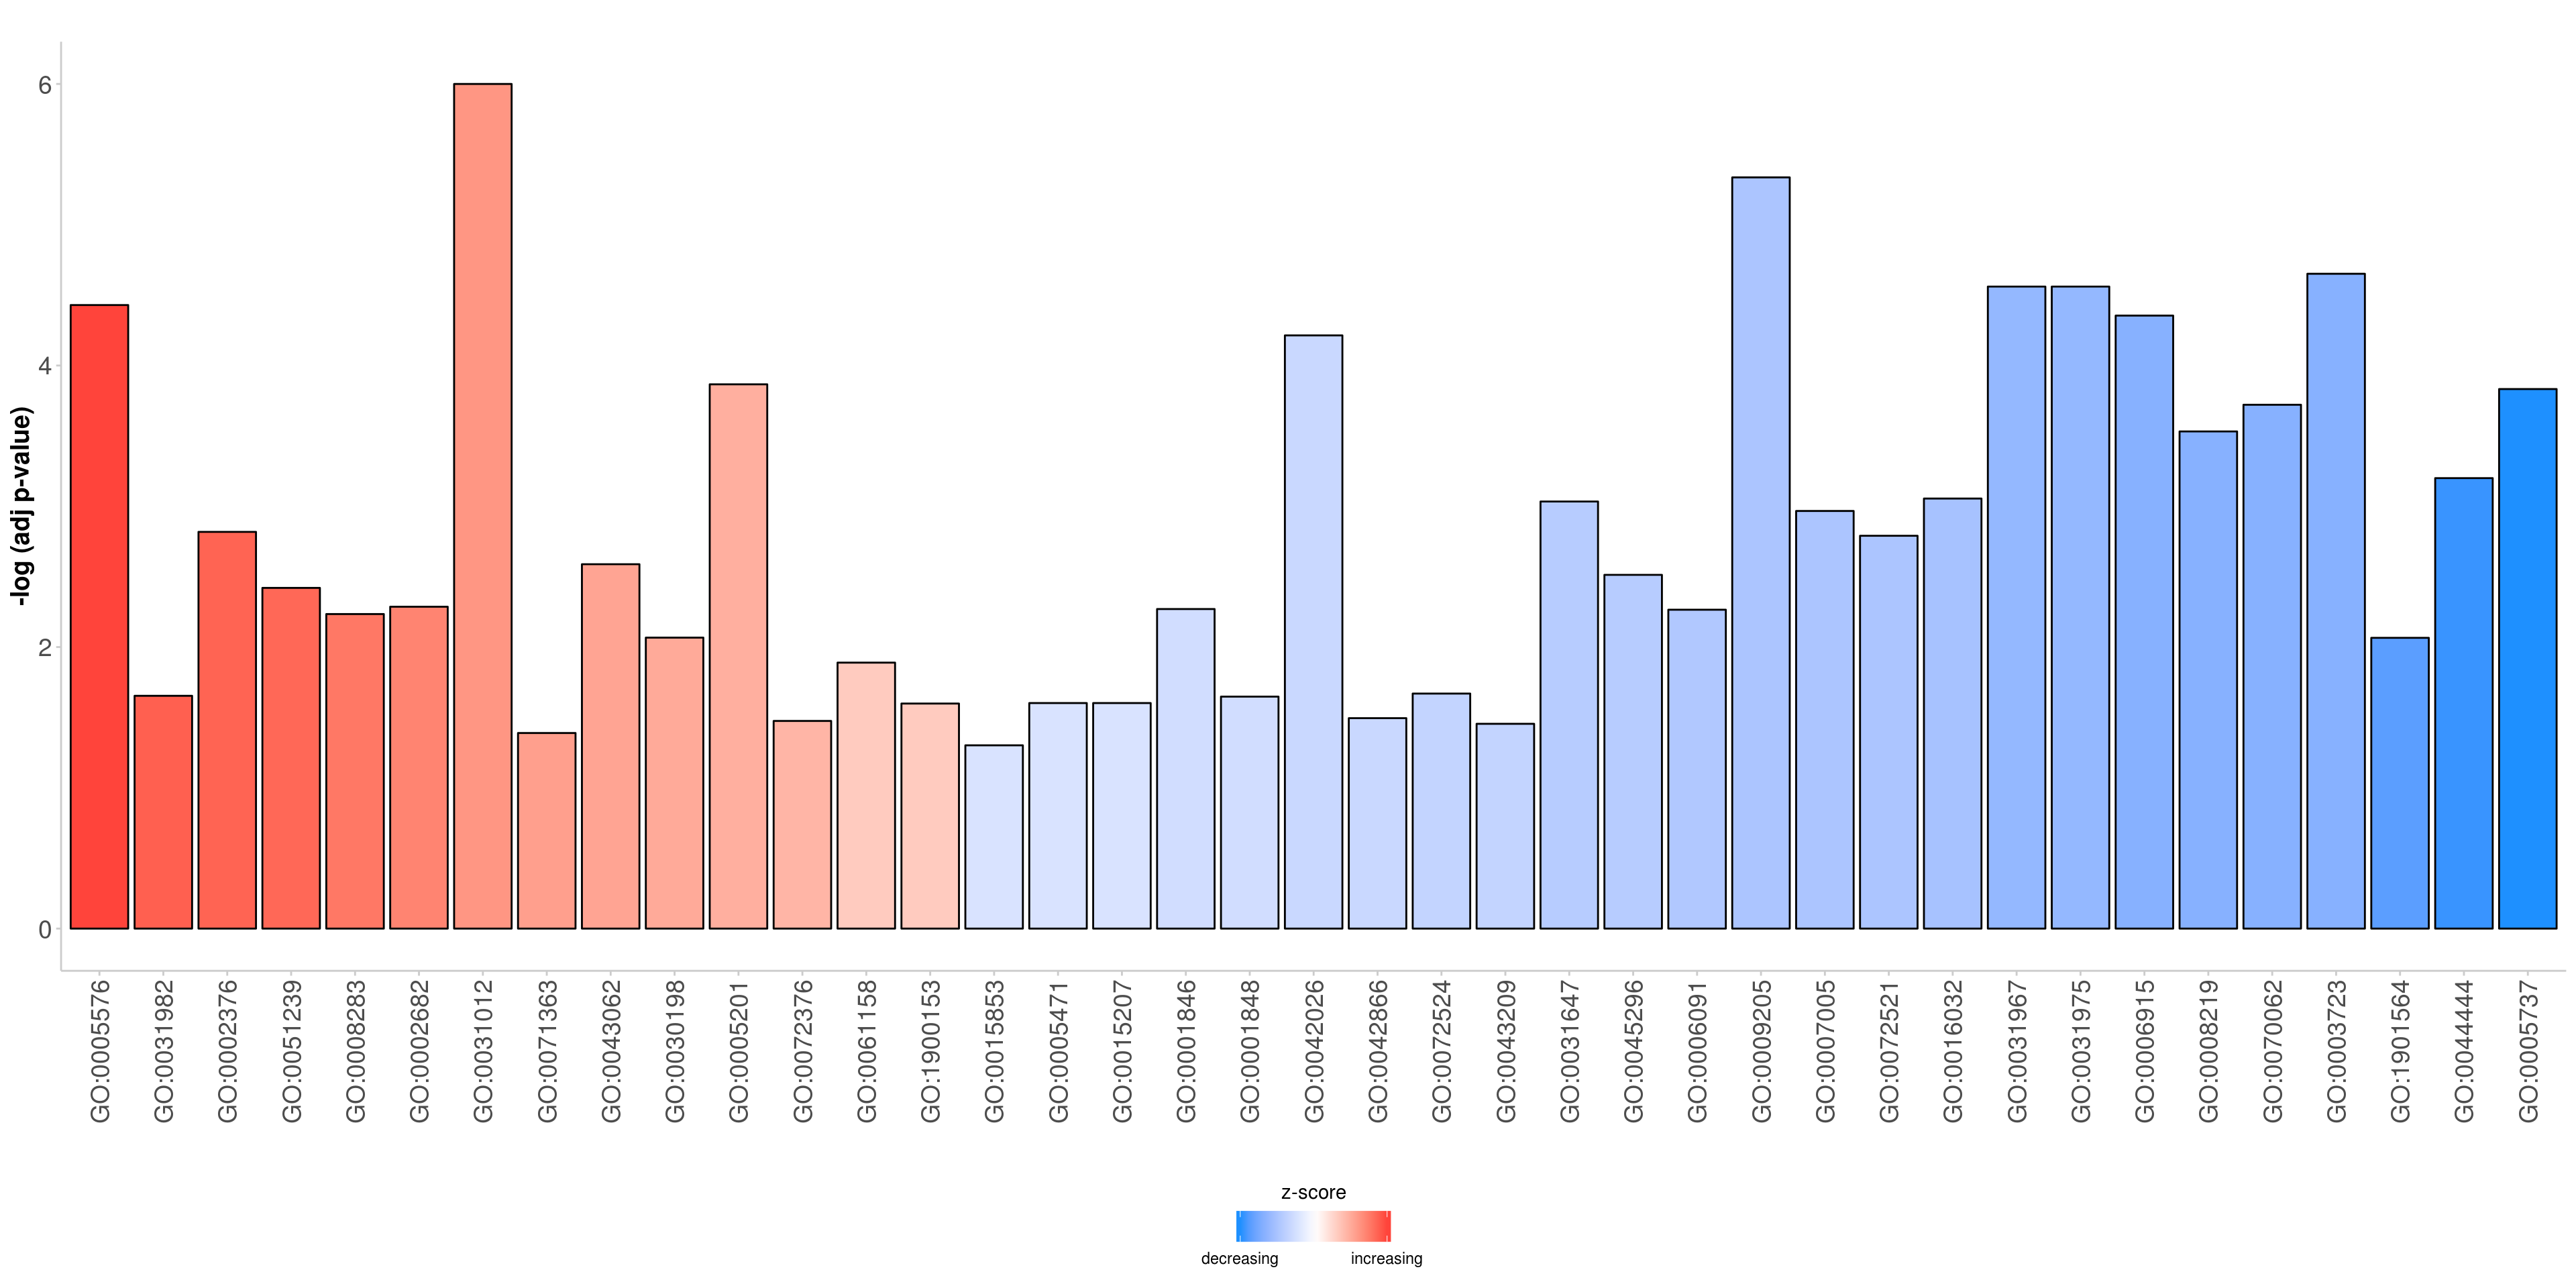 -log (adj p-value)
6
4
2
0
GO:0005576
GO:0031982
GO:0002376
GO:0051239
GO:0008283
GO:0002682
GO:0031012
GO:0071363
GO:0043062
GO:0030198
GO:0005201
GO:0072376
GO:0061158
GO:1900153
GO:0015853
GO:0005471
GO:0015207
GO:0001846
GO:0001848
GO:0042026
GO:0042866
GO:0072524
GO:0043209
GO:0031647
GO:0045296
GO:0006091
GO:0009205
GO:0007005
GO:0072521
GO:0016032
GO:0031967
GO:0031975
GO:0006915
GO:0008219
GO:0070062
GO:0003723
GO:1901564
GO:0044444
GO:0005737
z-score
decreasing increasing